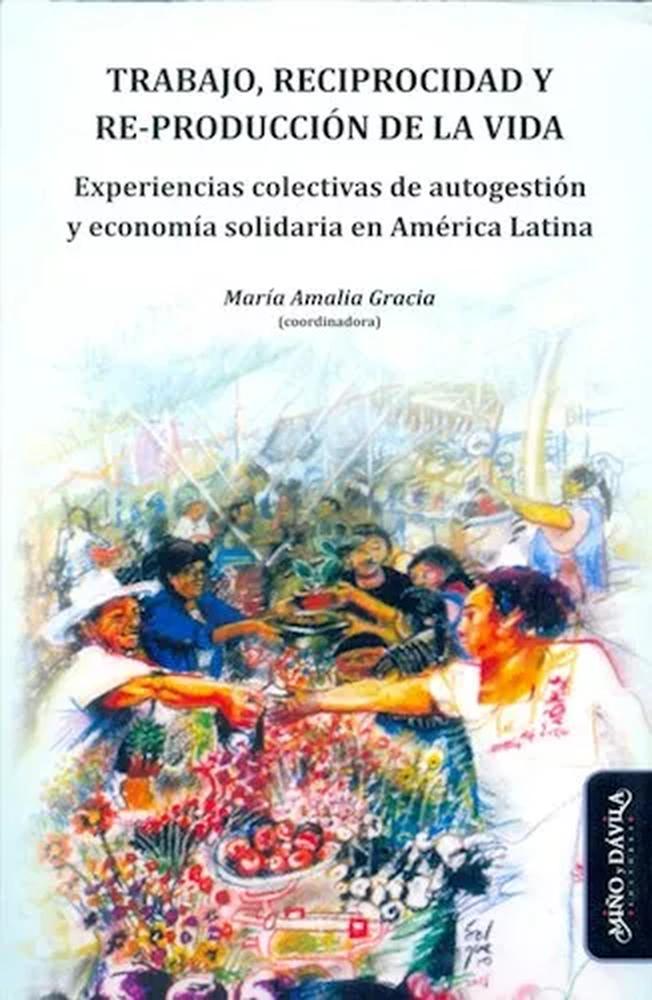 TRABAJO, RECIPROCIDAD Y
RE-PRODUCCIÓN DE LA VIDA
Experiencias colectivas de autogestión
y economía solidaria en América Latina
María Amalia Gracia
(coordinadora)
MIÑO y DÁVILA